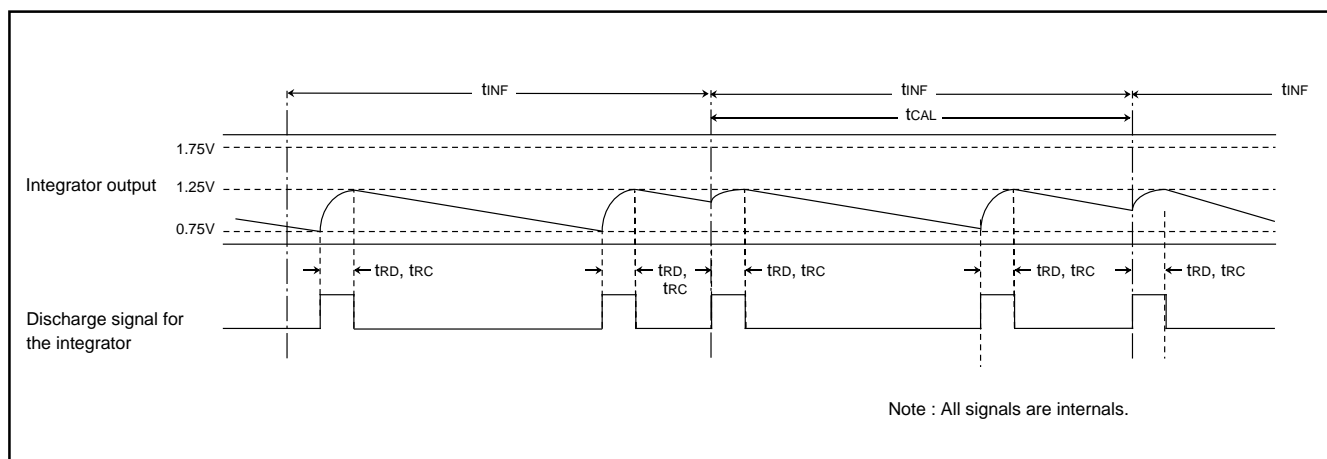 tINF tINF tINF
tCAL
1.75V
Integrator output 1.25V
0.75V
tRD, tRC tRD, tRC tRD, tRC tRD, tRC tRD, tRC
Discharge signal for
the integrator
Note : All signals are internals.